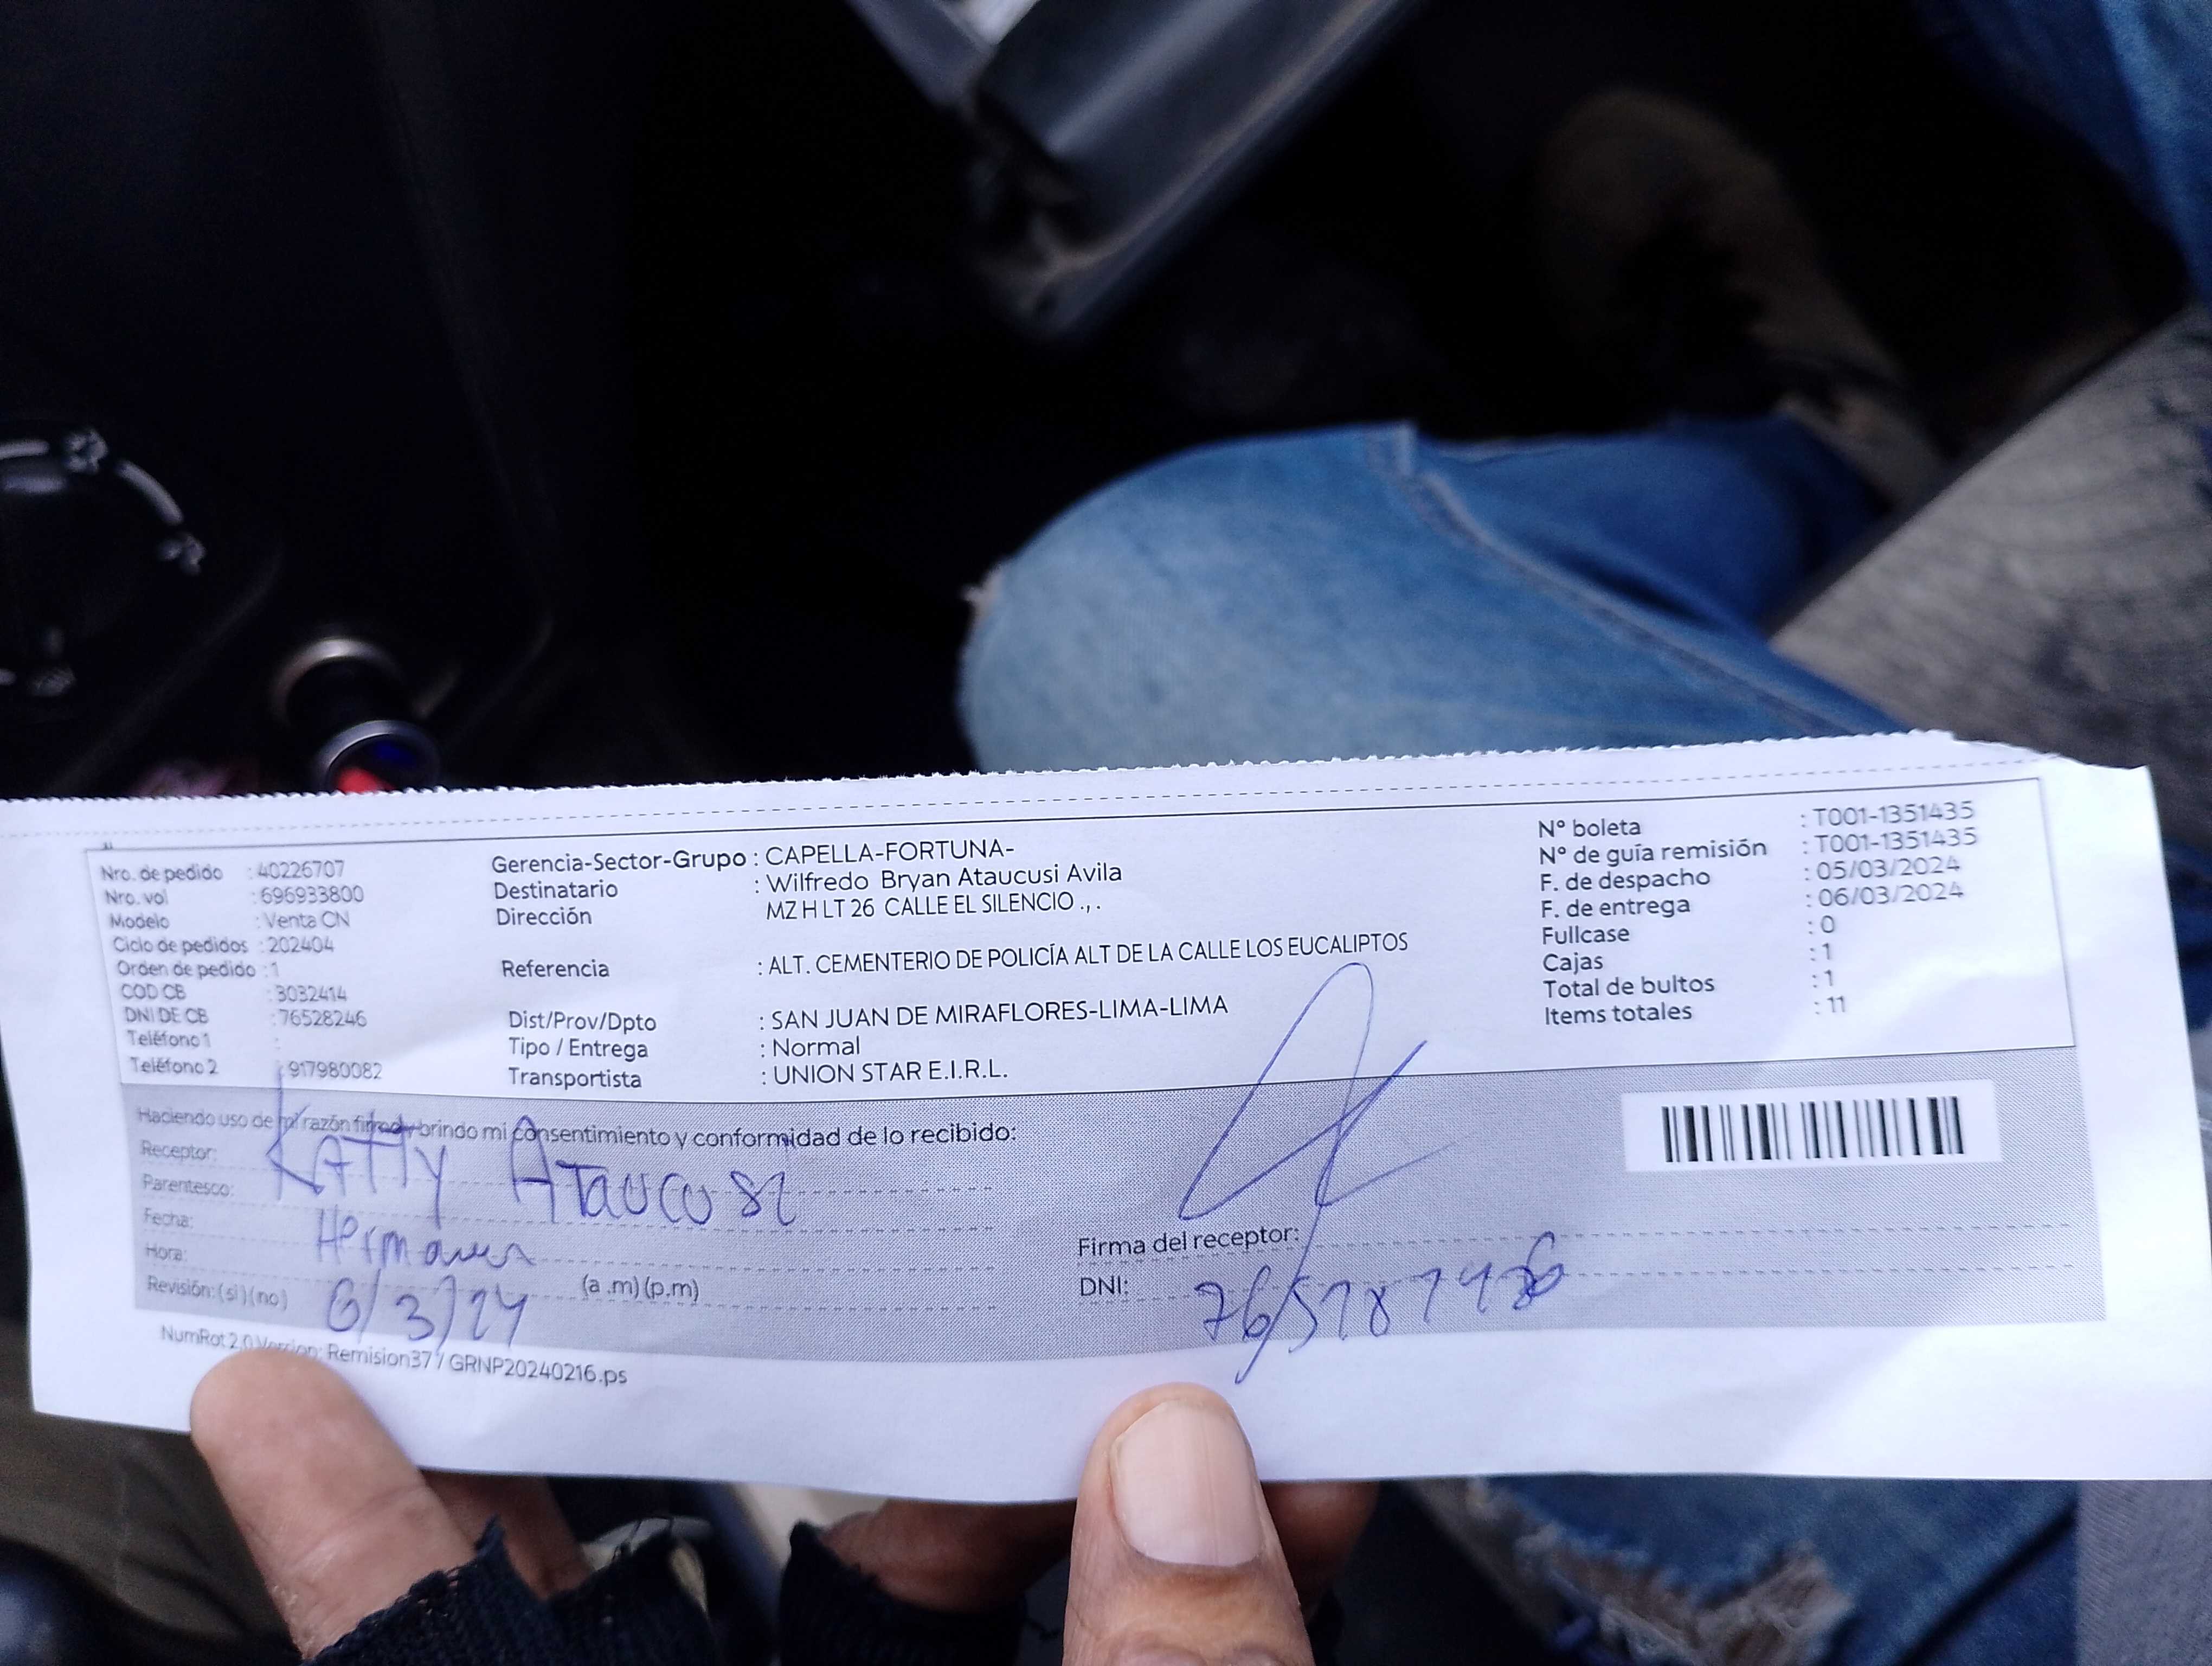 Nro. de pedido : 40226707
Nro. vol : 696933800
Modelo : Venta CN
Ciclo de pedidos : 202404
Orden de pedido : 1
COD CB : 3032414
DNI DE CB : 76528246
Teléfono 1 :
Teléfono 2 : 917980082
Gerencia-Sector-Grupo : CAPELLA-FORTUNA-
Destinatario : Wilfredo Bryan Ataucusi Avila
Dirección MZ H LT 26 CALLE EL SILENCIO .,.
Referencia : ALT. CEMENTERIO DE POLICÍA ALT DE LA CALLE LOS EUCALIPTOS
Dist/Prov/Dpto : SAN JUAN DE MIRAFLORES-LIMA-LIMA
Tipo / Entrega : Normal
Transportista : UNION STAR E.I.R.L.
N° boleta : T001-1351435
N° de guía remisión : T001-1351435
F. de despacho : 05/03/2024
F. de entrega : 06/03/2024
Fullcase : 0
Cajas : 1
Total de bultos : 1
Items totales : 11
Haciendo uso de mi razón firmo y brindo mi consentimiento y conformidad de lo recibido:
Receptor: KATTY ATAUCUSI
Parentesco:
Fecha: Hermana
Hora: (a .m) (p.m)
Revisión: (si) (no) 6/3/24
Firma del receptor:
DNI:
NumRot 2.0 Version: Remision37 / GRNP20240216.ps